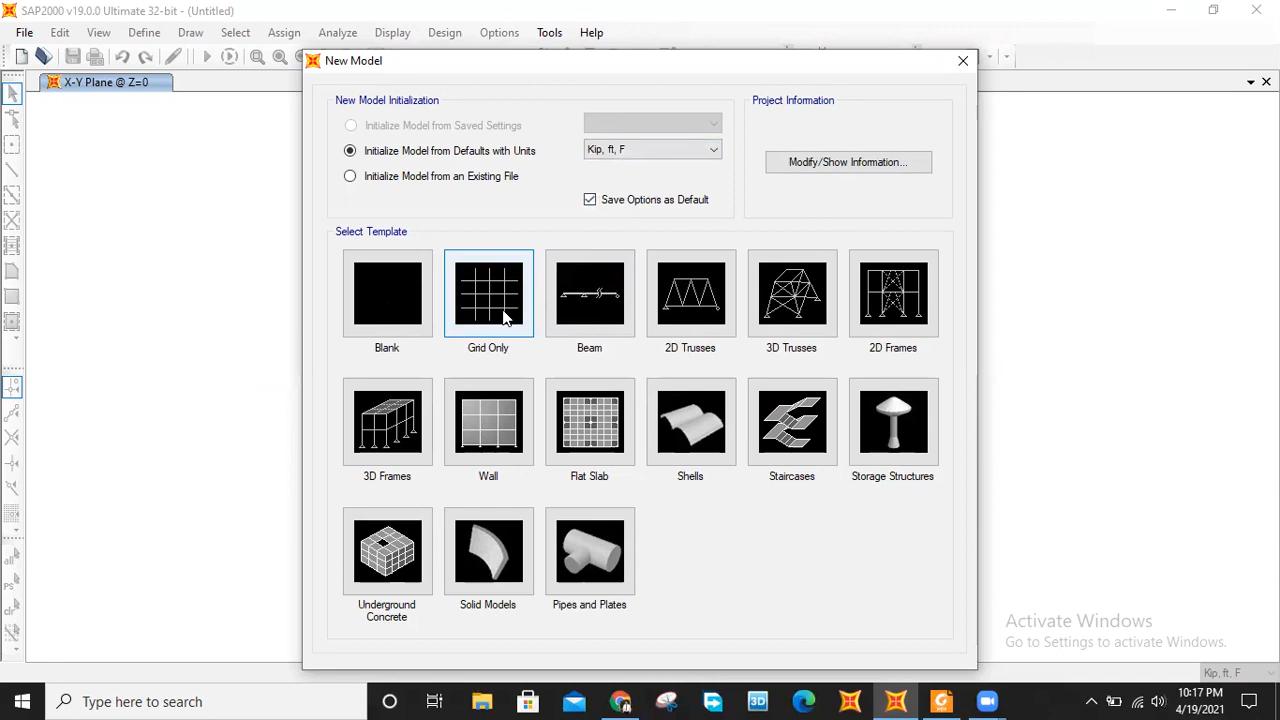 SAP2000 v19.0.0 Ultimate 32-bit - (Untitled)
File Edit View Define Draw Select Assign Analyze Display Design Options Tools Help
X-Y Plane @ Z=0
New Model
New Model Initialization
Project Information
Initialize Model from Saved Settings
Initialize Model from Defaults with Units
Kip, ft, F
Modify/Show Information...
Initialize Model from an Existing File
Save Options as Default
Select Template
Blank
Grid Only
Beam
2D Trusses
3D Trusses
2D Frames
3D Frames
Wall
Flat Slab
Shells
Staircases
Storage Structures
Underground
Concrete
Solid Models
Pipes and Plates
all
PS
clr
Activate Windows
Go to Settings to activate Windows.
Kip, ft, F
Type here to search
3D
10:17 PM
4/19/2021